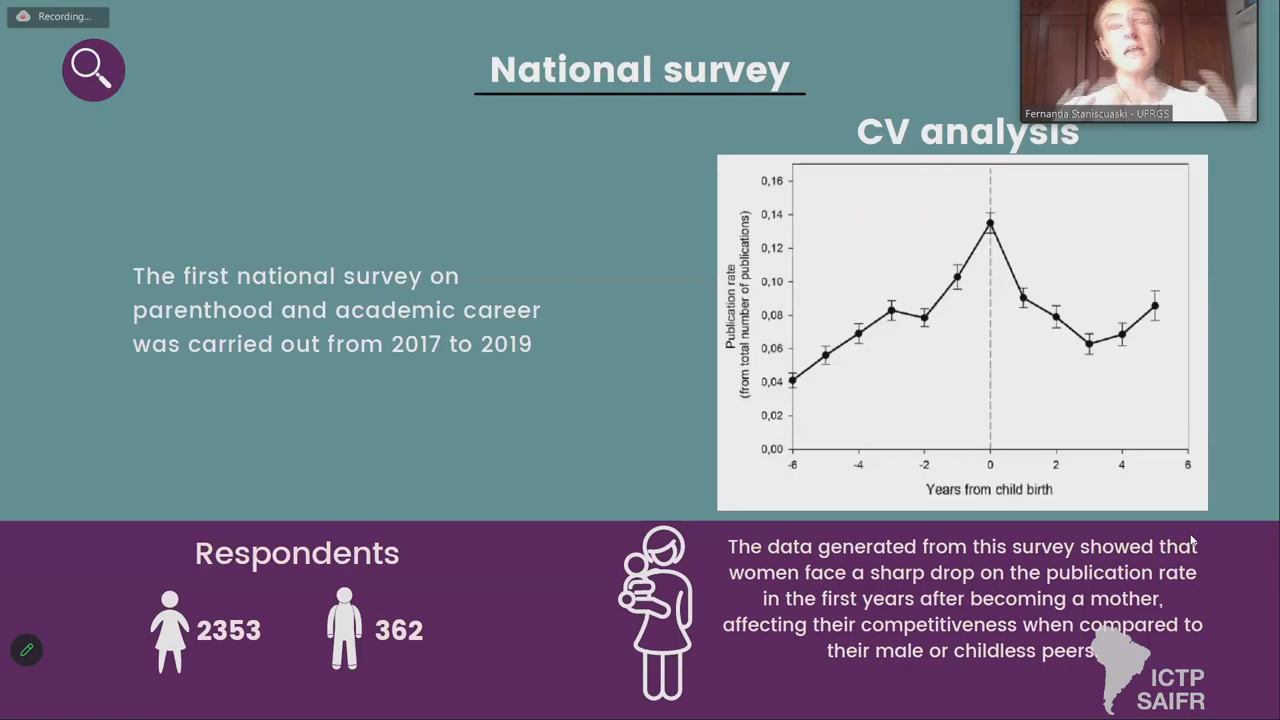 Recording...
National survey
Fernanda Staniscuaski - UFRGS
CV analysis
The first national survey on
parenthood and academic career
was carried out from 2017 to 2019
Publication rate
(from total number of publications)
0,16
0,14
0,12
0,10
0,08
0,06
0,04
0,02
0,00
-6 -4 -2 0 2 4 6
Years from child birth
Respondents
2353 362
The data generated from this survey showed that
women face a sharp drop on the publication rate
in the first years after becoming a mother,
affecting their competitiveness when compared to
their male or childless peers.
ICTP
SAIFR